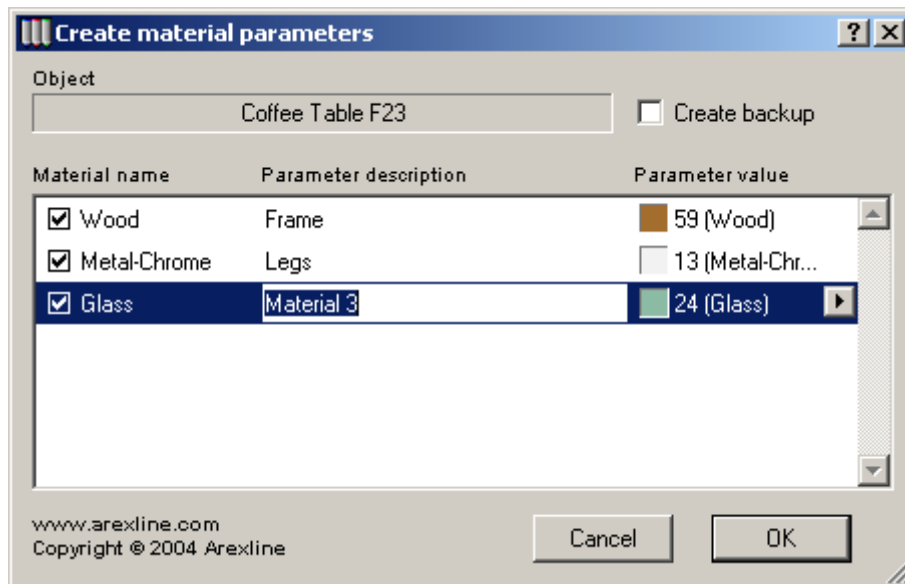 Create material parameters
Object
Coffee Table F23
Create backup
Material name Parameter description Parameter value
Wood Frame 59 (Wood)
Metal-Chrome Legs 13 (Metal-Chr...
Glass Material 3 24 (Glass)
www.arexline.com
Copyright © 2004 Arexline
Cancel OK